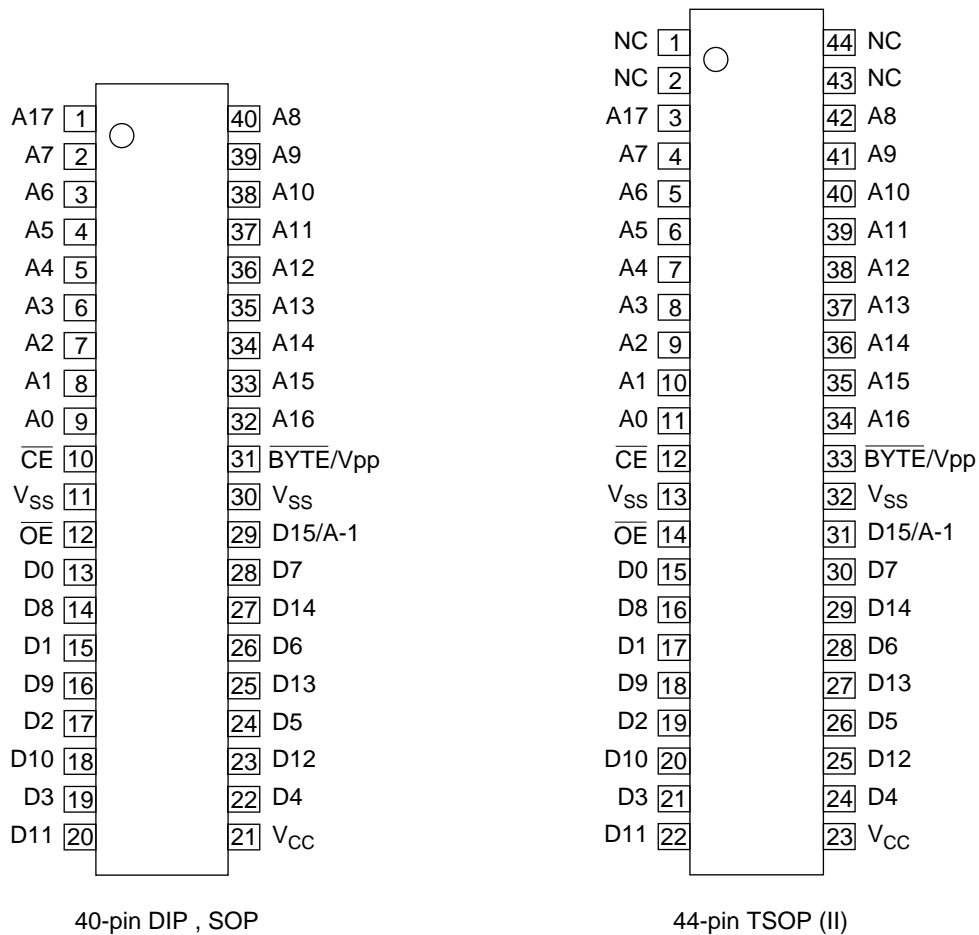 A17 1 40 A8
A7 2 39 A9
A6 3 38 A10
A5 4 37 A11
A4 5 36 A12
A3 6 35 A13
A2 7 34 A14
A1 8 33 A15
A0 9 32 A16
C̅E̅ 10 31 B̅Y̅T̅E̅/Vpp
VSS 11 30 VSS
O̅E̅ 12 29 D15/A-1
D0 13 28 D7
D8 14 27 D14
D1 15 26 D6
D9 16 25 D13
D2 17 24 D5
D10 18 23 D12
D3 19 22 D4
D11 20 21 VCC
40-pin DIP , SOP
NC 1 44 NC
NC 2 43 NC
A17 3 42 A8
A7 4 41 A9
A6 5 40 A10
A5 6 39 A11
A4 7 38 A12
A3 8 37 A13
A2 9 36 A14
A1 10 35 A15
A0 11 34 A16
C̅E̅ 12 33 B̅Y̅T̅E̅/Vpp
VSS 13 32 VSS
O̅E̅ 14 31 D15/A-1
D0 15 30 D7
D8 16 29 D14
D1 17 28 D6
D9 18 27 D13
D2 19 26 D5
D10 20 25 D12
D3 21 24 D4
D11 22 23 VCC
44-pin TSOP (II)